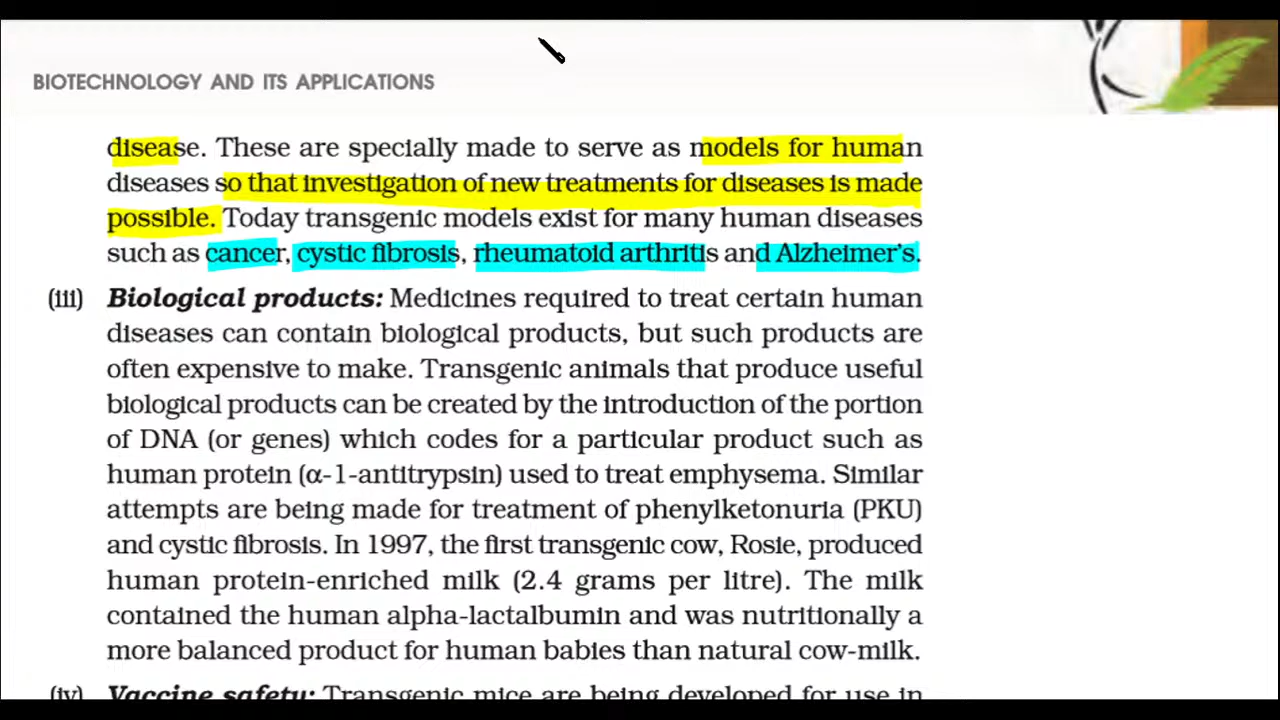 BIOTECHNOLOGY AND ITS APPLICATIONS
disease. These are specially made to serve as models for human
diseases so that investigation of new treatments for diseases is made
possible. Today transgenic models exist for many human diseases
such as cancer, cystic fibrosis, rheumatoid arthritis and Alzheimer's.
(iii) Biological products: Medicines required to treat certain human
diseases can contain biological products, but such products are
often expensive to make. Transgenic animals that produce useful
biological products can be created by the introduction of the portion
of DNA (or genes) which codes for a particular product such as
human protein (α-1-antitrypsin) used to treat emphysema. Similar
attempts are being made for treatment of phenylketonuria (PKU)
and cystic fibrosis. In 1997, the first transgenic cow, Rosie, produced
human protein-enriched milk (2.4 grams per litre). The milk
contained the human alpha-lactalbumin and was nutritionally a
more balanced product for human babies than natural cow-milk.
(iv) Vaccine safety: Transgenic mice are being developed for use in